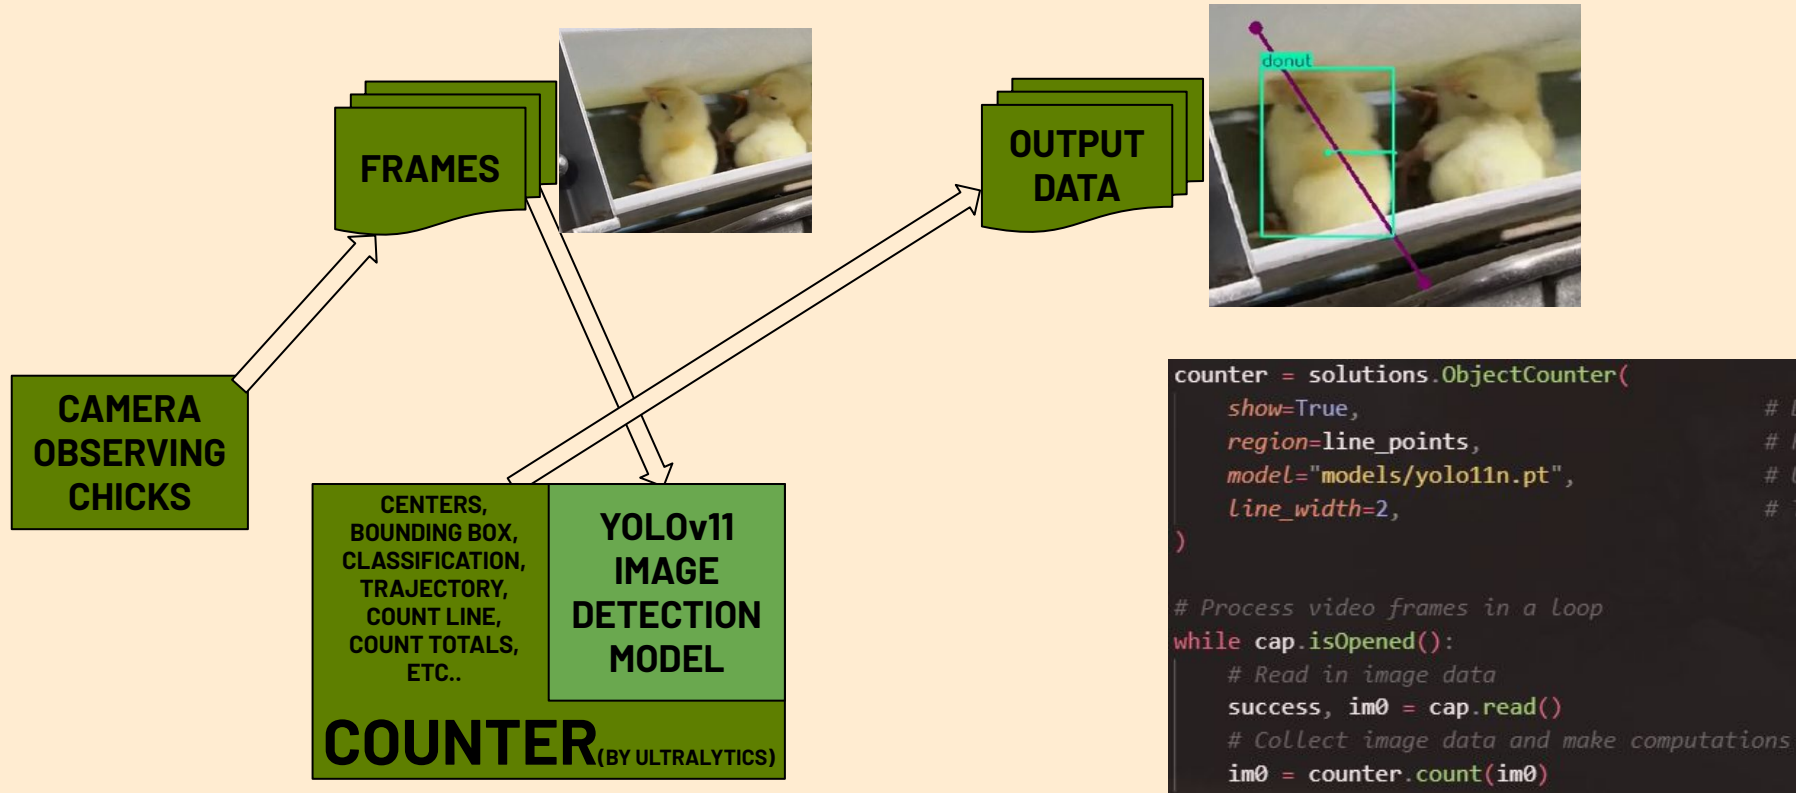 FRAMES
donut
OUTPUT
DATA
CAMERA
OBSERVING
CHICKS
CENTERS,
BOUNDING BOX,
CLASSIFICATION,
TRAJECTORY,
COUNT LINE,
COUNT TOTALS,
ETC..
YOLOv11
IMAGE
DETECTION
MODEL
COUNTER(BY ULTRALYTICS)
counter = solutions.ObjectCounter(
    show=True, #
    region=line_points, #
    model="models/yolo11n.pt", #
    line_width=2, #
)
# Process video frames in a loop
while cap.isOpened():
    # Read in image data
    success, im0 = cap.read()
    # Collect image data and make computations
    im0 = counter.count(im0)